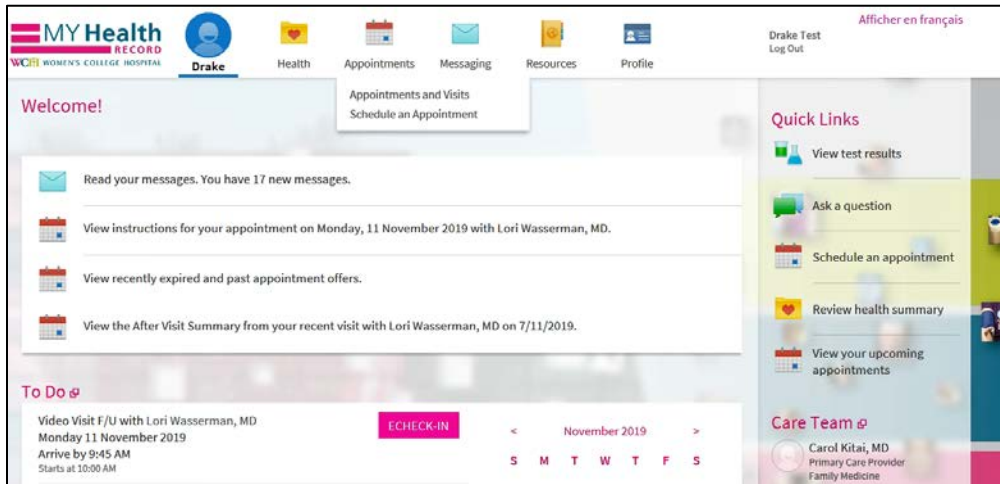 MY Health
RECORD
WCH WOMEN'S COLLEGE HOSPITAL
Drake
Health
Appointments
Messaging
Resources
Profile
Drake Test
Log Out
Afficher en français
Appointments and Visits
Schedule an Appointment
Welcome!
Read your messages. You have 17 new messages.
View instructions for your appointment on Monday, 11 November 2019 with Lori Wasserman, MD.
View recently expired and past appointment offers.
View the After Visit Summary from your recent visit with Lori Wasserman, MD on 7/11/2019.
To Do
Video Visit F/U with Lori Wasserman, MD
Monday 11 November 2019
Arrive by 9:45 AM
Starts at 10:00 AM
ECHECK-IN
< November 2019 >
S M T W T F S
Quick Links
View test results
Ask a question
Schedule an appointment
Review health summary
View your upcoming
appointments
Care Team
Carol Kitai, MD
Primary Care Provider
Family Medicine